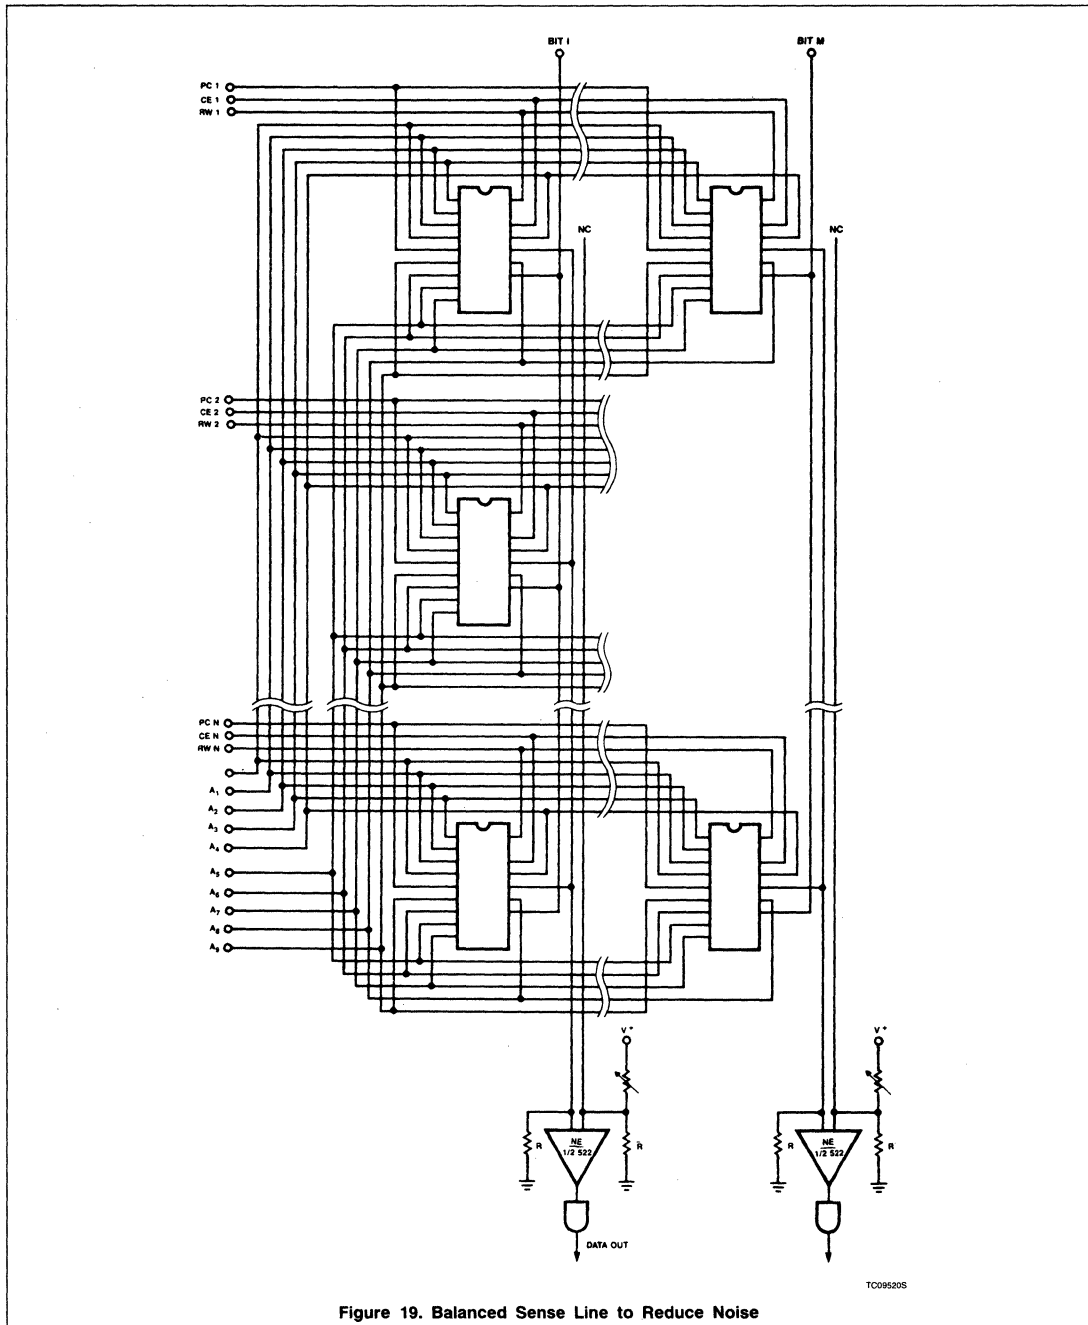 BIT I
BIT M
PC 1
CE 1
RW 1
NC
NC
PC 2
CE 2
RW 2
PC N
CE N
RW N
A₁
A₂
A₃
A₄
A₅
A₆
A₇
A₈
A₉
V⁺
V⁺
R
NE
1/2 522
R
R
NE
1/2 522
R
DATA OUT
TC09520S
Figure 19. Balanced Sense Line to Reduce Noise